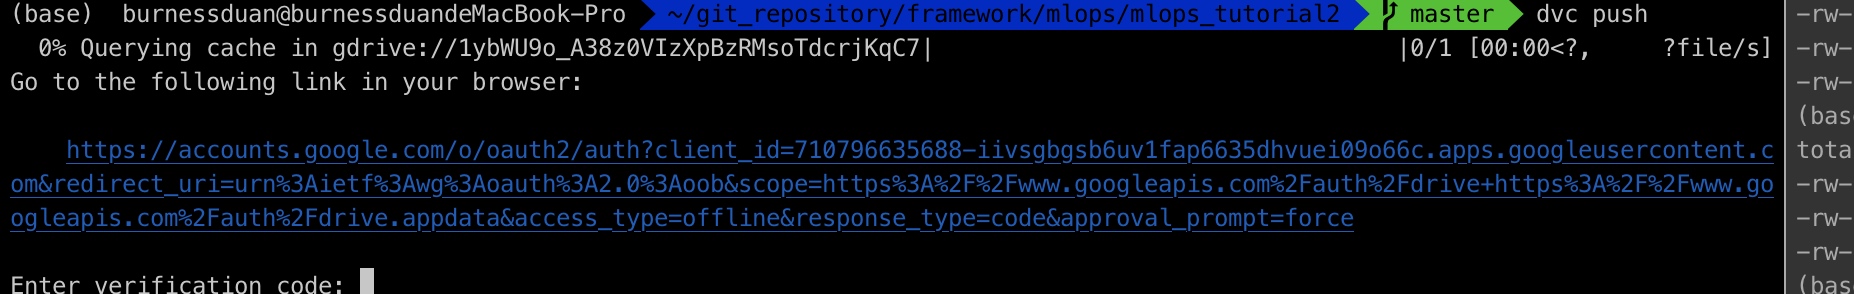 (base) burnessduan@burnessduandeMacBook-Pro ~/git_repository/framework/mlops/mlops_tutorial2 master dvc push
0% Querying cache in gdrive://1ybWU9o_A38z0VIzXpBzRMsoTdcrjKqC7| |0/1 [00:00<?, ?file/s]
Go to the following link in your browser:
https://accounts.google.com/o/oauth2/auth?client_id=710796635688-iivsgbgsb6uv1fap6635dhvuei09o66c.apps.googleusercontent.c
om&redirect_uri=urn%3Aietf%3Awg%3Aoauth%3A2.0%3Aoob&scope=https%3A%2F%2Fwww.googleapis.com%2Fauth%2Fdrive+https%3A%2F%2Fwww.go
ogleapis.com%2Fauth%2Fdrive.appdata&access_type=offline&response_type=code&approval_prompt=force
Enter verification code:
-rw-
-rw-
-rw-
(bas
tota
-rw-
-rw-
-rw-
(bas